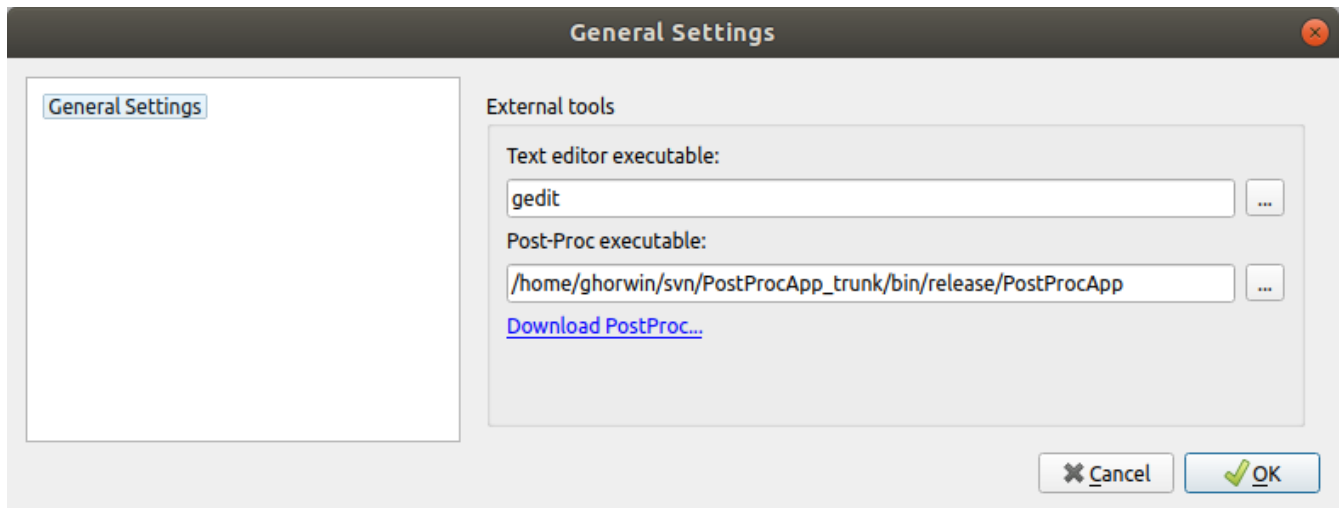 General Settings
General Settings
External tools
Text editor executable:
gedit
...
Post-Proc executable:
/home/ghorwin/svn/PostProcApp_trunk/bin/release/PostProcApp
...
Download PostProc...
Cancel
OK